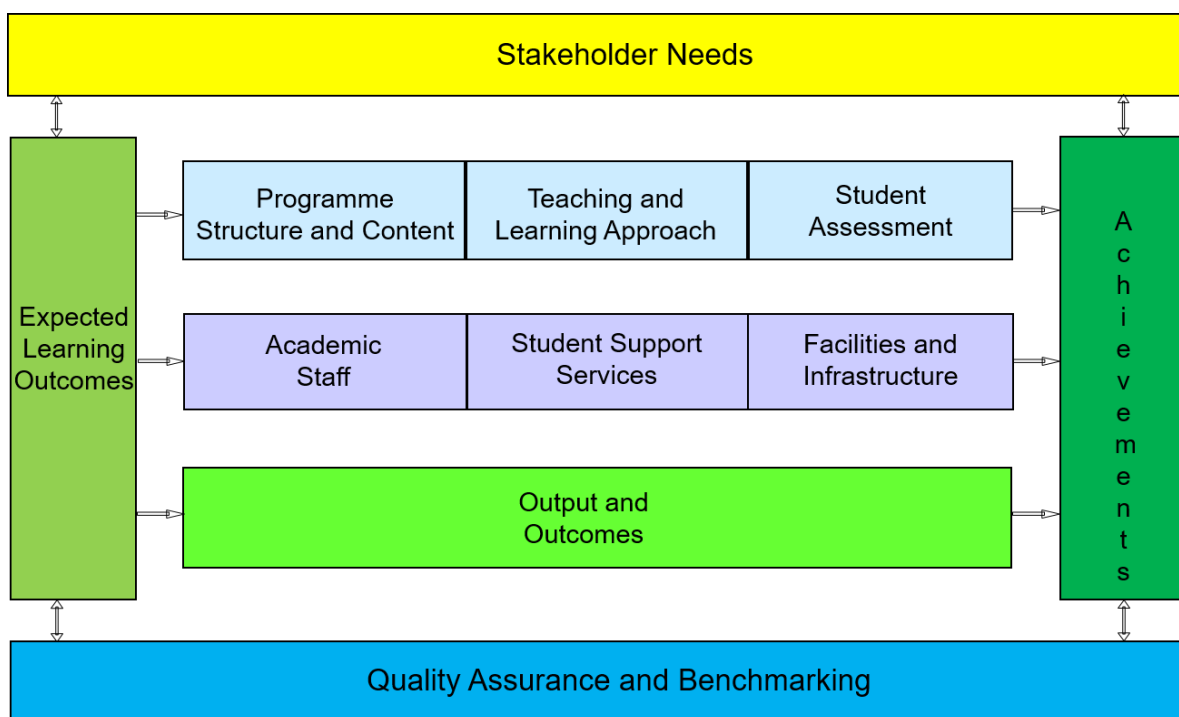 Stakeholder Needs
Expected
Learning
Outcomes
Programme
Structure and Content
Teaching and
Learning Approach
Student
Assessment
Academic
Staff
Student Support
Services
Facilities and
Infrastructure
Output and
Outcomes
Achievements
Quality Assurance and Benchmarking